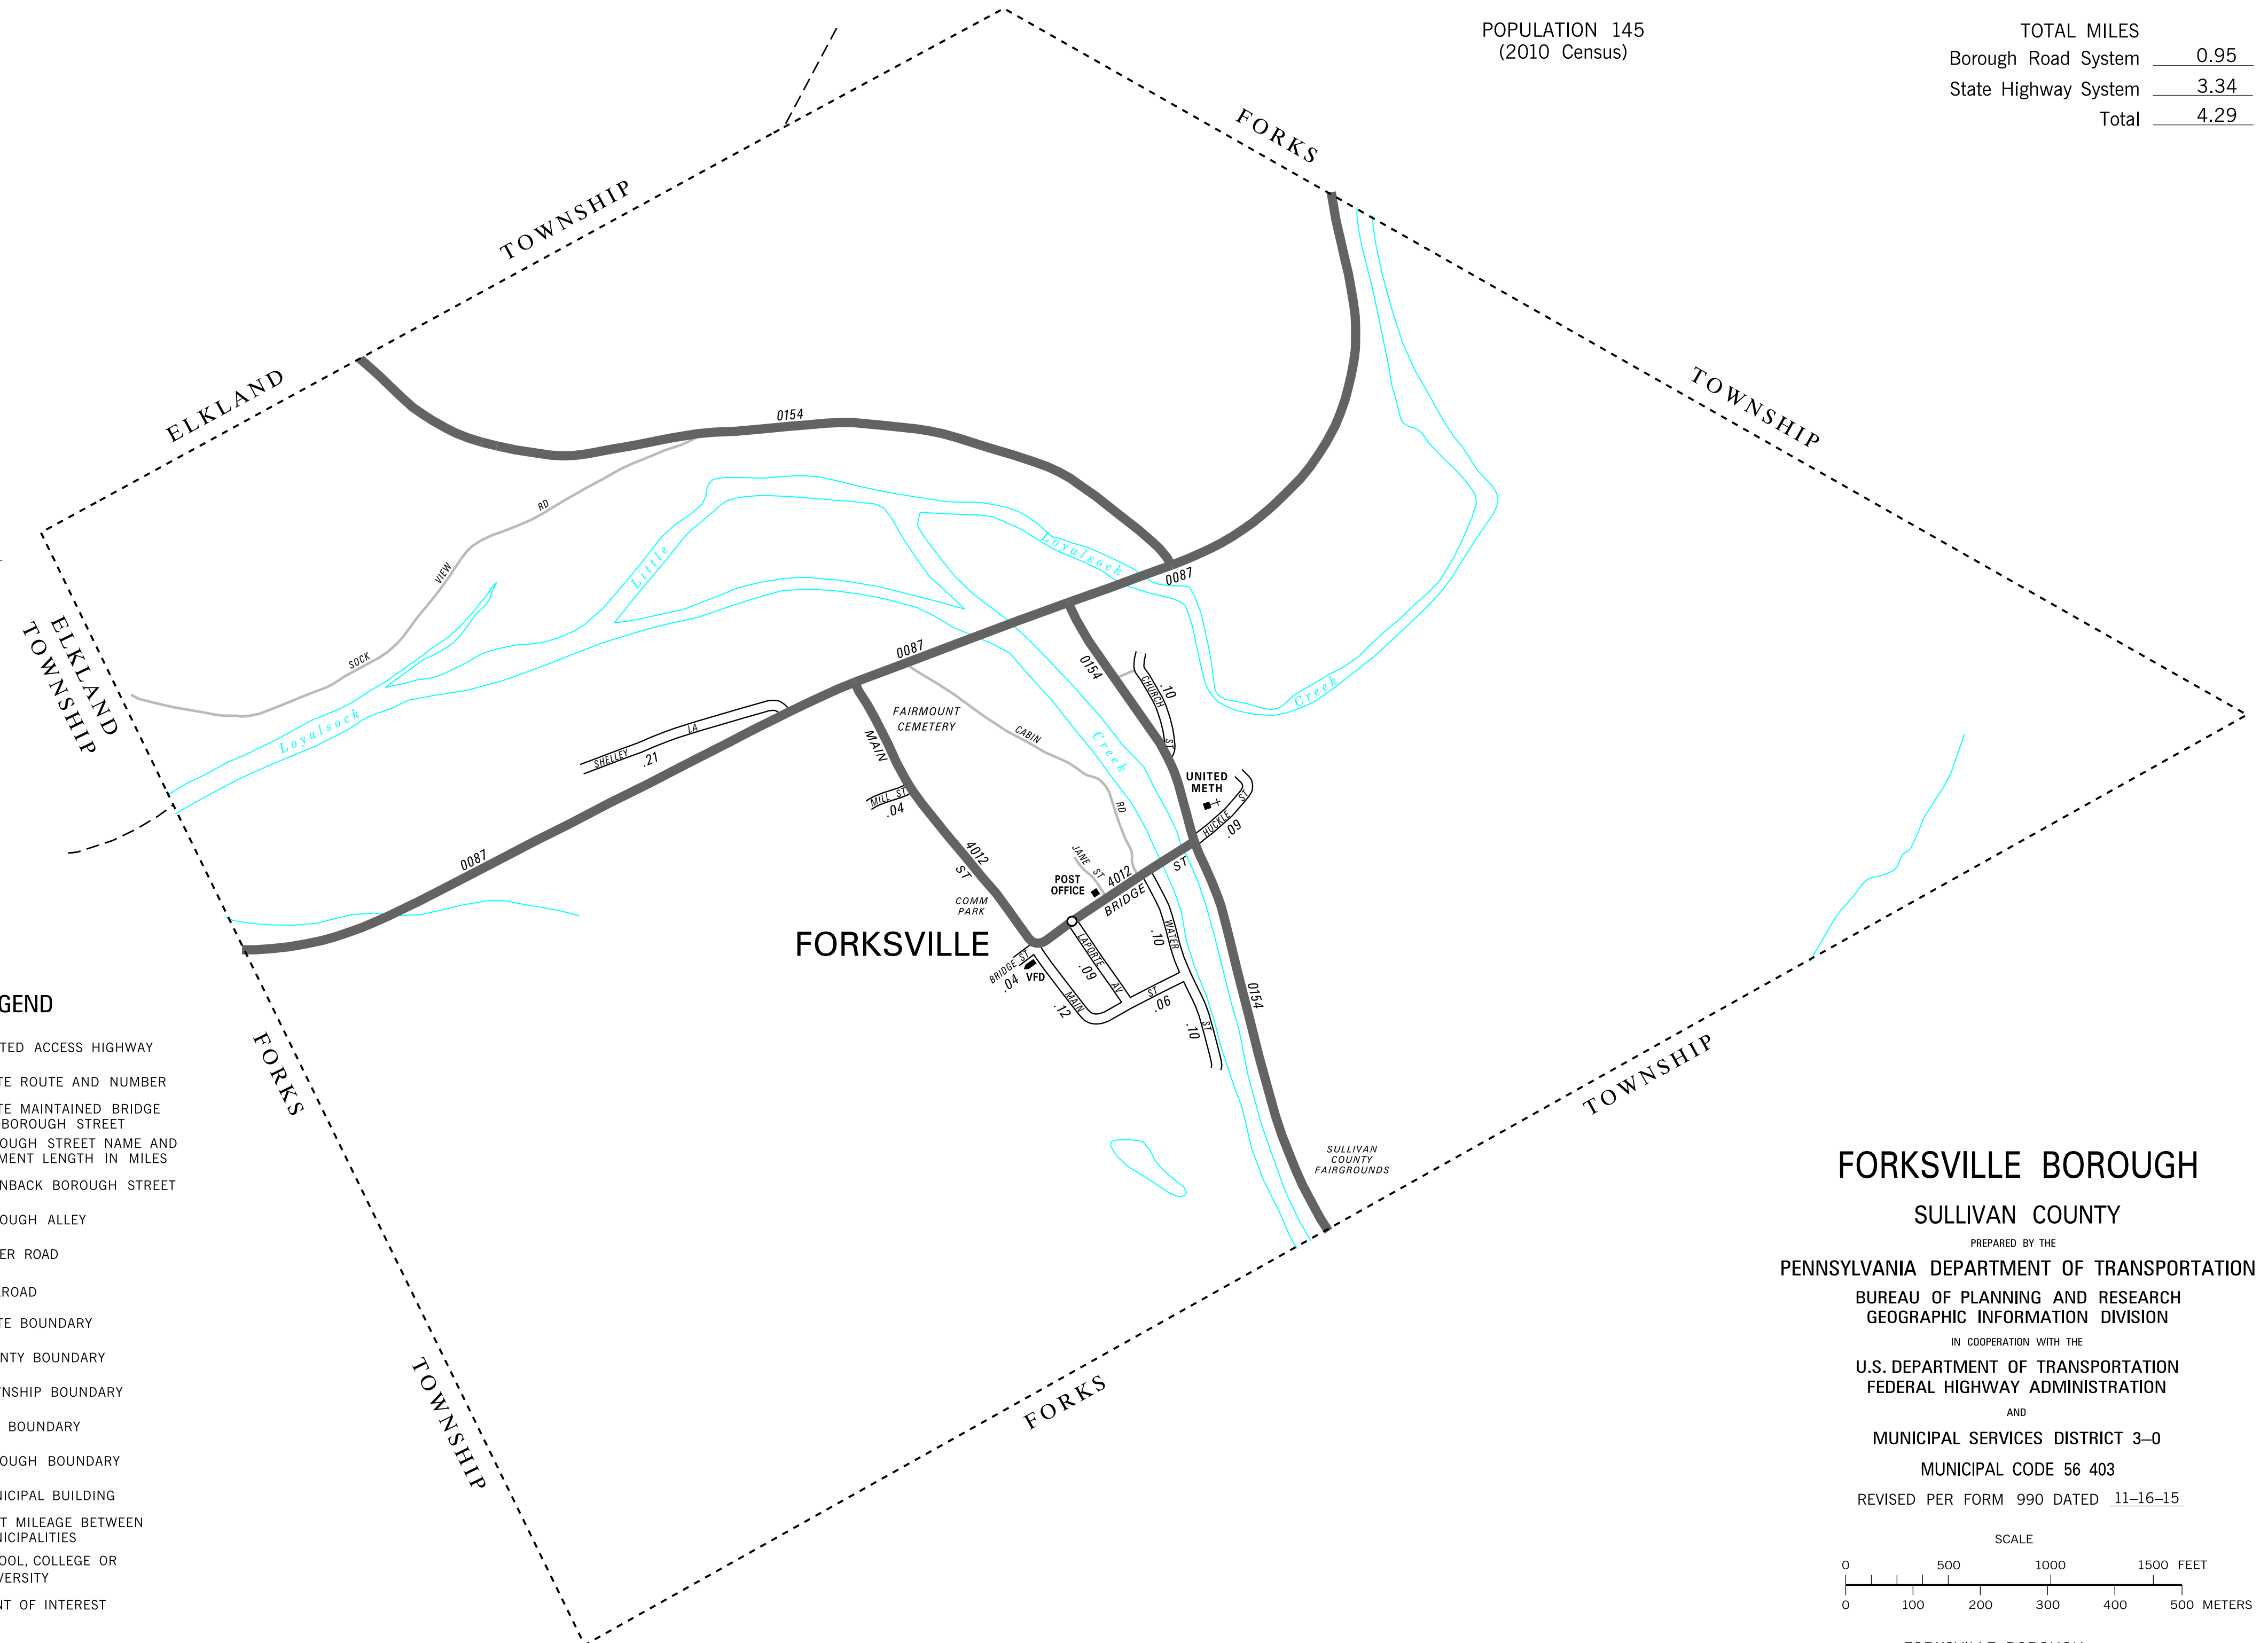 POPULATION 145
(2010 Census)
TOTAL MILES
Borough Road System 0.95
State Highway System 3.34
Total 4.29
FORKS
TOWNSHIP
TOWNSHIP
ELKLAND
0154
RD
VIEW
SOCK
Little
Loyalsock
0087
0087
ELKLAND
TOWNSHIP
Loyalsock
Creek
0154
CHURCH
.10
ST
FAIRMOUNT
CEMETERY
CABIN
RD
Creek
MAIN
SHELLEY LA
.21
MILL ST
.04
UNITED
METH
HUCKLE ST
.09
0087
4012
ST
JANE ST
POST
OFFICE
4012
BRIDGE ST
COMM
PARK
FORKSVILLE
BRIDGE ST
.04
VFD
LAPORTE AV
.09
WATER
.10
MAIN
.12
ST
.06
.10
ST
0154
GEND
TED ACCESS HIGHWAY
TE ROUTE AND NUMBER
TE MAINTAINED BRIDGE
BOROUGH STREET
OUGH STREET NAME AND
MENT LENGTH IN MILES
NBACK BOROUGH STREET
OUGH ALLEY
ER ROAD
ROAD
TE BOUNDARY
NTY BOUNDARY
NSHIP BOUNDARY
BOUNDARY
OUGH BOUNDARY
NICIPAL BUILDING
T MILEAGE BETWEEN
NICIPALITIES
OOL, COLLEGE OR
VERSITY
NT OF INTEREST
FORKS
TOWNSHIP
FORKS
TOWNSHIP
SULLIVAN
COUNTY
FAIRGROUNDS
FORKSVILLE BOROUGH
SULLIVAN COUNTY
PREPARED BY THE
PENNSYLVANIA DEPARTMENT OF TRANSPORTATION
BUREAU OF PLANNING AND RESEARCH
GEOGRAPHIC INFORMATION DIVISION
IN COOPERATION WITH THE
U.S. DEPARTMENT OF TRANSPORTATION
FEDERAL HIGHWAY ADMINISTRATION
AND
MUNICIPAL SERVICES DISTRICT 3–0
MUNICIPAL CODE 56 403
REVISED PER FORM 990 DATED 11–16–15
SCALE
0 500 1000 1500 FEET
0 100 200 300 400 500 METERS